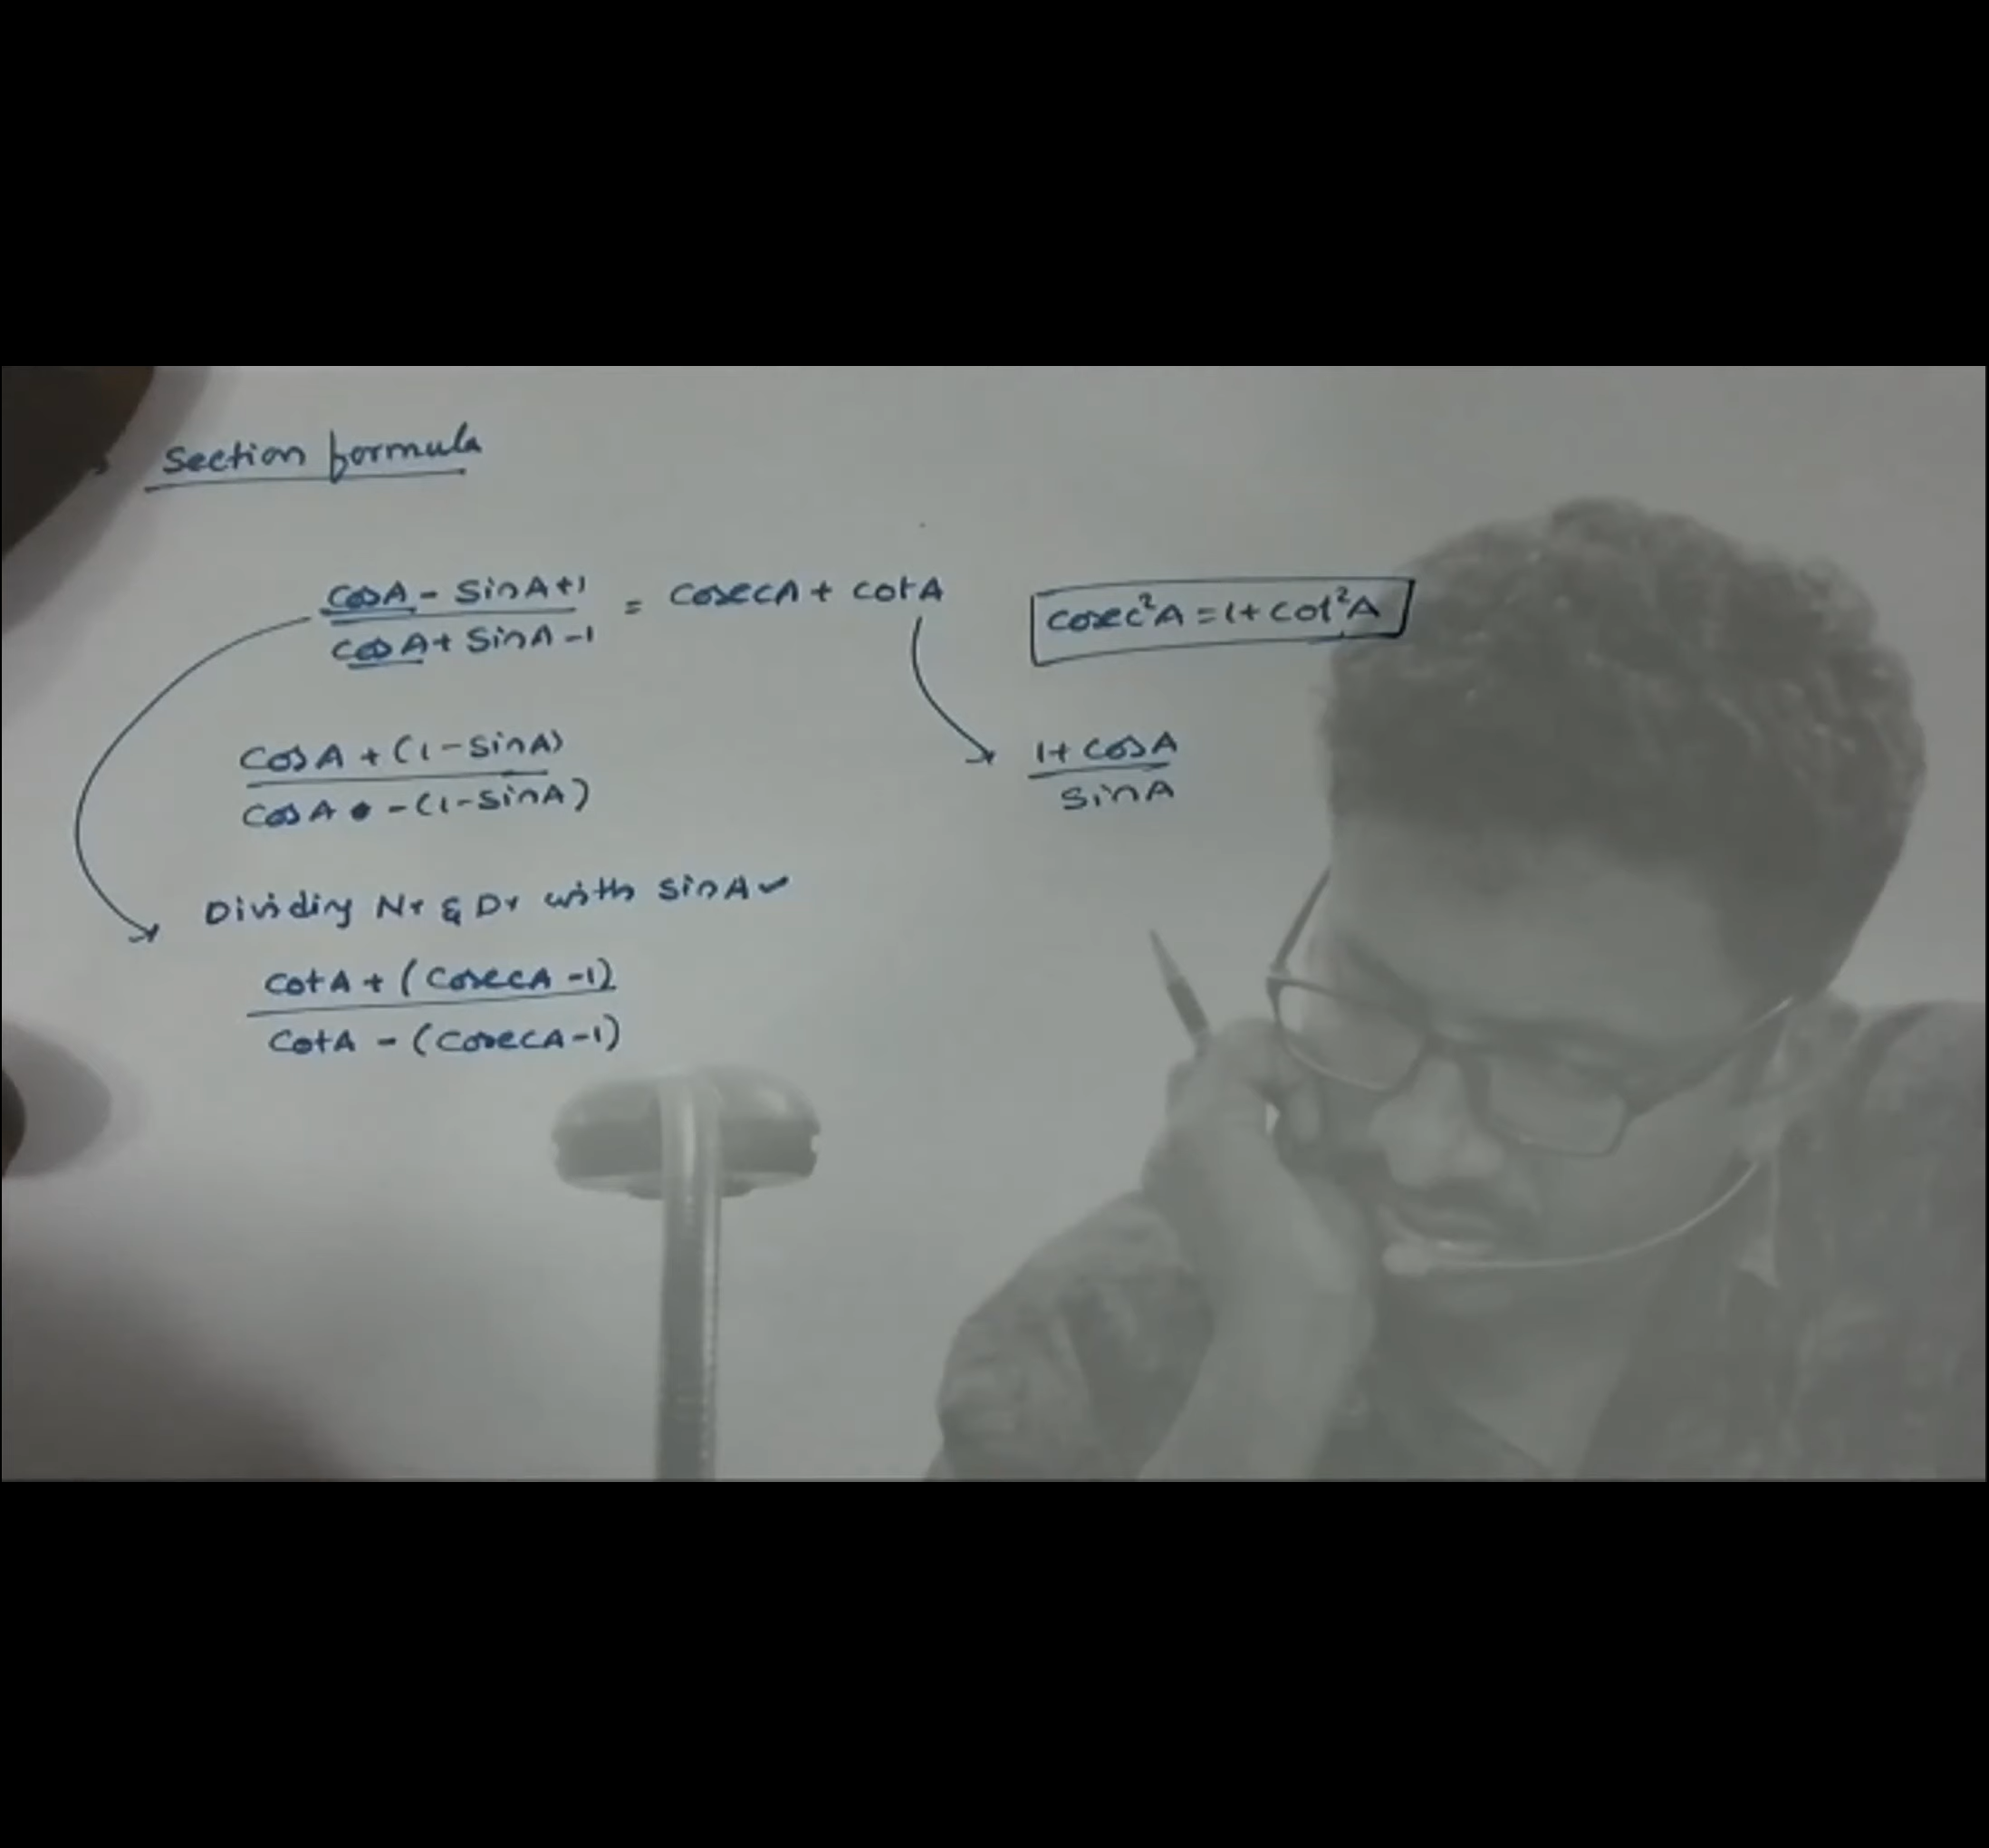 Section formula
cosA - sinA+1 / cosA + sinA -1 = cosecA + cotA
cosec²A = 1+ cot²A
cosA + (1 - sinA) / cosA - (1 - sinA)
1+ cosA / sinA
Dividing Nr & Dr with sinA
cotA + (cosecA -1) / cotA - (cosecA -1)